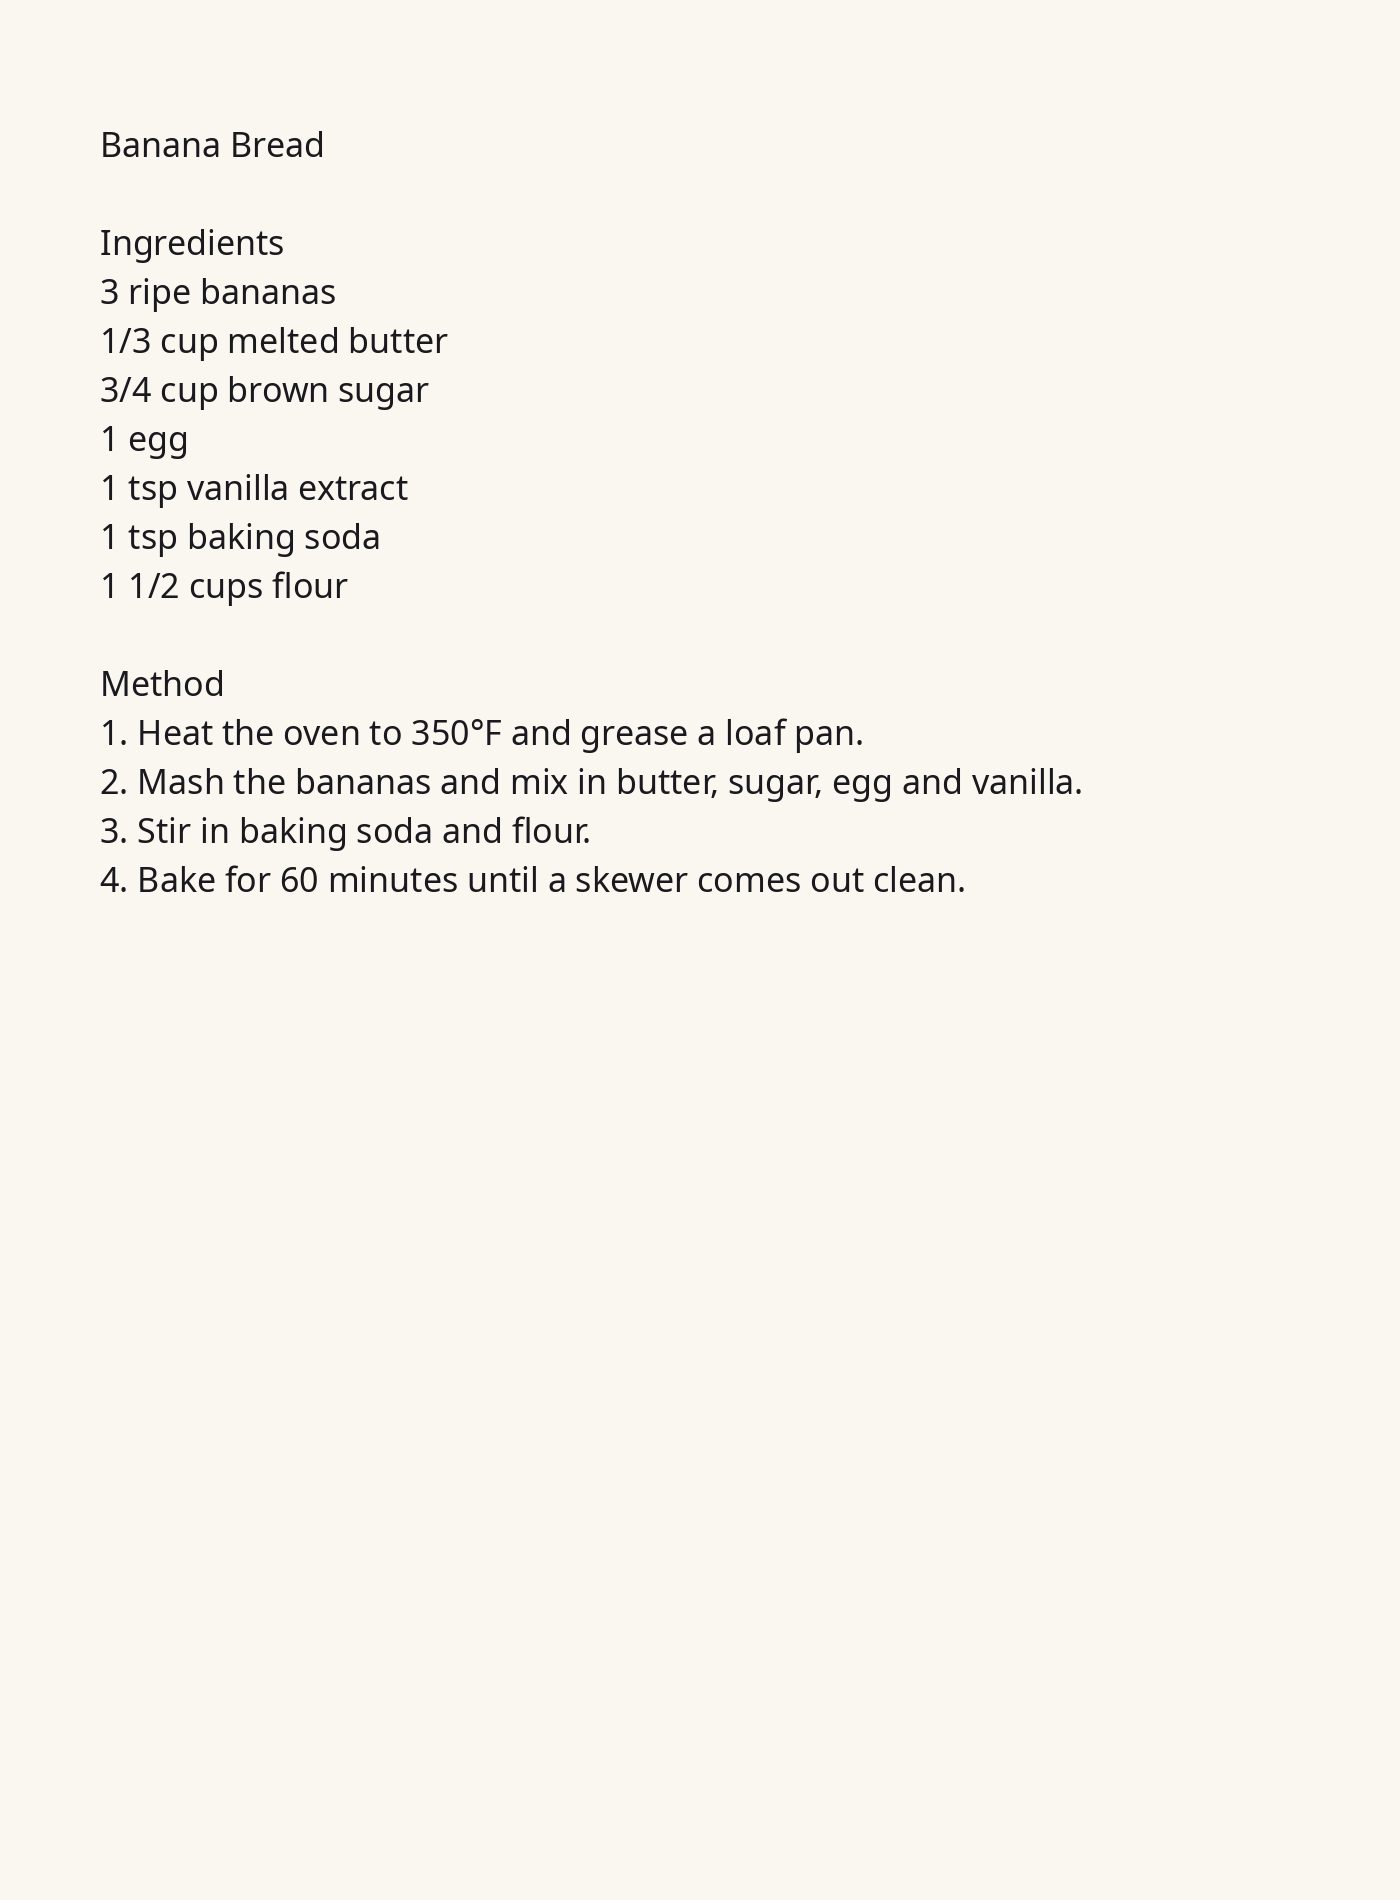 Banana Bread
Ingredients
3 ripe bananas
1/3 cup melted butter
3/4 cup brown sugar
1 egg
1 tsp vanilla extract
1 tsp baking soda
1 1/2 cups flour
Method
1. Heat the oven to 350°F and grease a loaf pan.
2. Mash the bananas and mix in butter, sugar, egg and vanilla.
3. Stir in baking soda and flour.
4. Bake for 60 minutes until a skewer comes out clean.